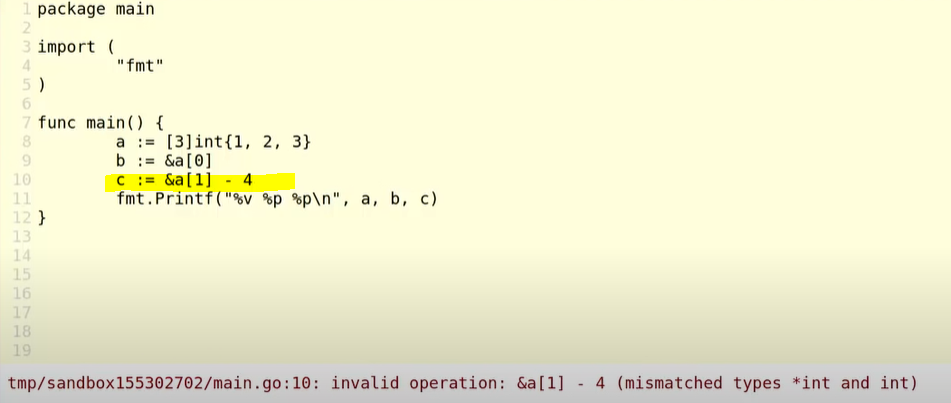 1 package main
2
3 import (
4 "fmt"
5 )
6
7 func main() {
8 a := [3]int{1, 2, 3}
9 b := &a[0]
10 c := &a[1] - 4
11 fmt.Printf("%v %p %p\n", a, b, c)
12 }
13
14
15
16
17
18
19
tmp/sandbox155302702/main.go:10: invalid operation: &a[1] - 4 (mismatched types *int and int)